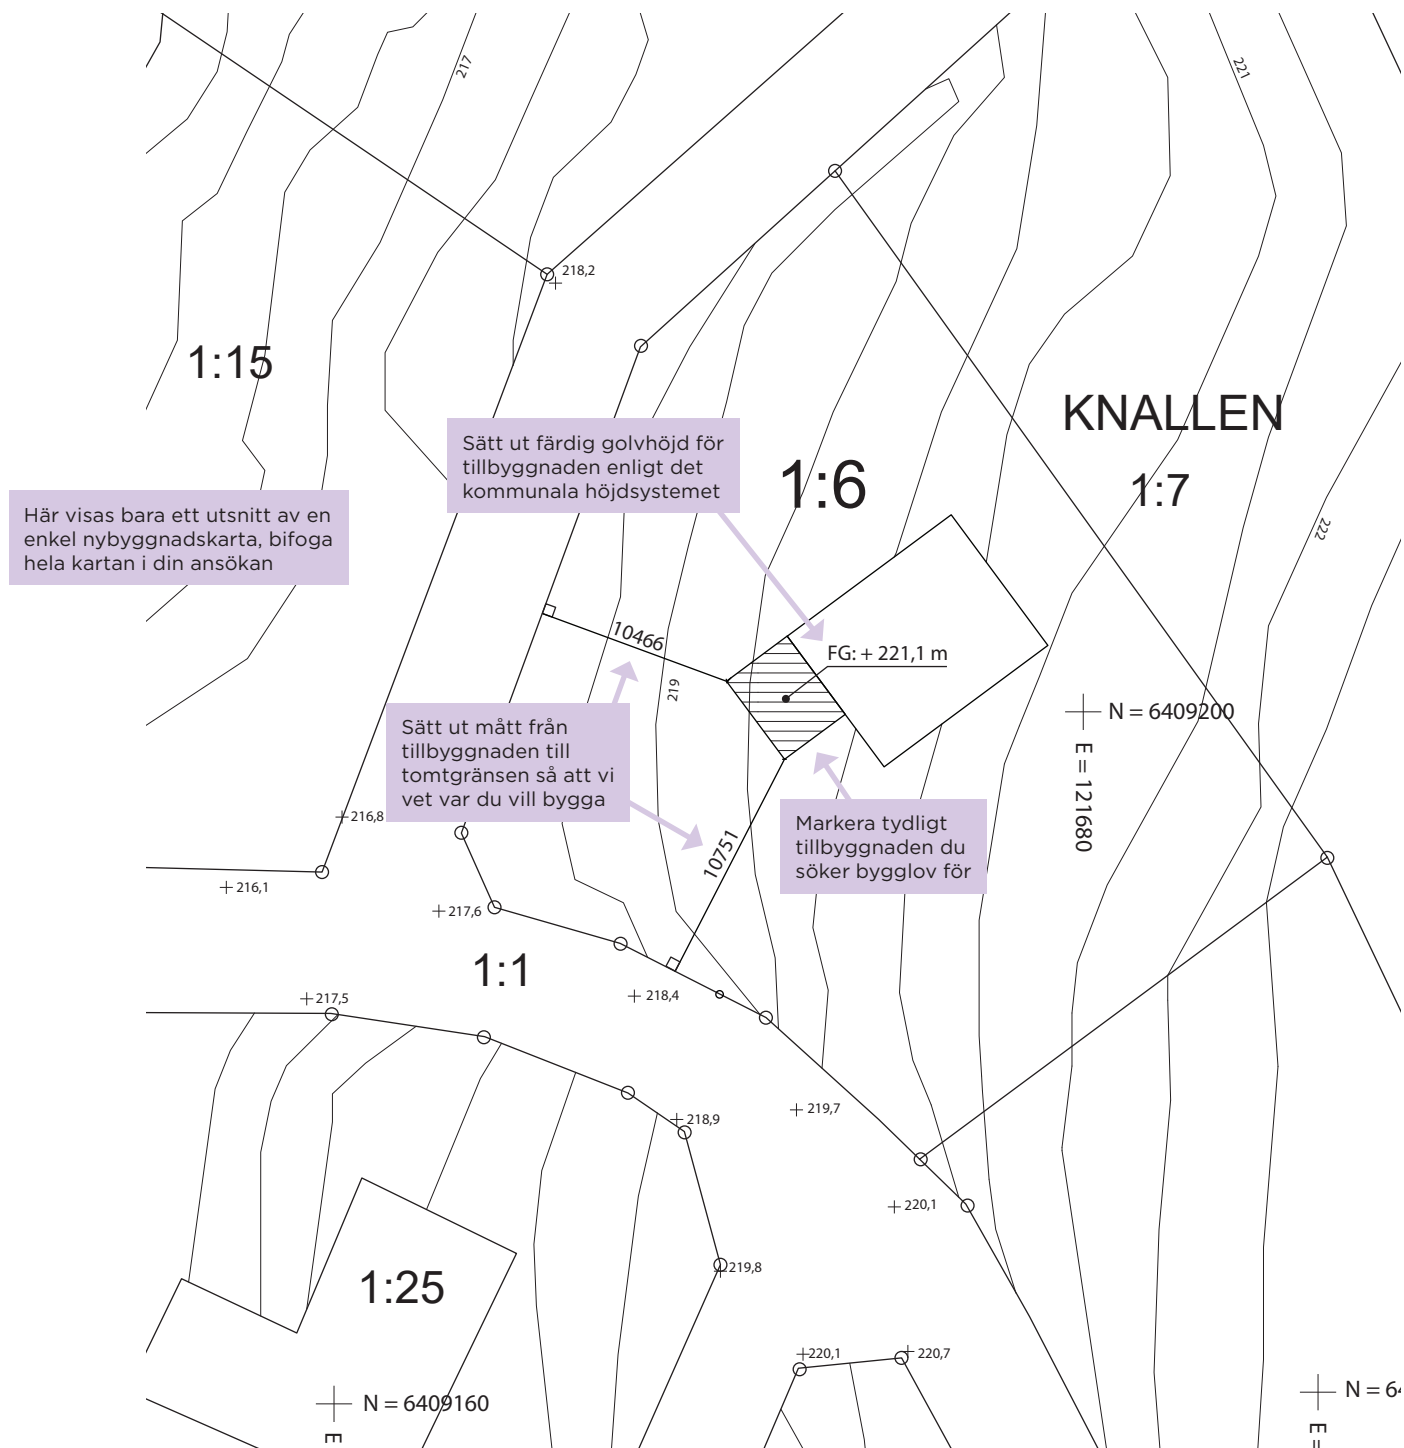 217
221
218,2
1:15
KNALLEN
Sätt ut färdig golvhöjd för
tillbyggnaden enligt det
kommunala höjdsystemet
1:6
1:7
Här visas bara ett utsnitt av en
enkel nybyggnadskarta, bifoga
hela kartan i din ansökan
222
10466
FG: + 221,1 m
219
N = 6409200
E = 121680
Sätt ut mått från
tillbyggnaden till
tomtgränsen så att vi
vet var du vill bygga
216,8
Markera tydligt
tillbyggnaden du
söker bygglov för
10751
216,1
217,6
1:1
218,4
217,5
219,7
218,9
220,1
219,8
1:25
220,1
220,7
N = 6409160
E
N = 64
E =